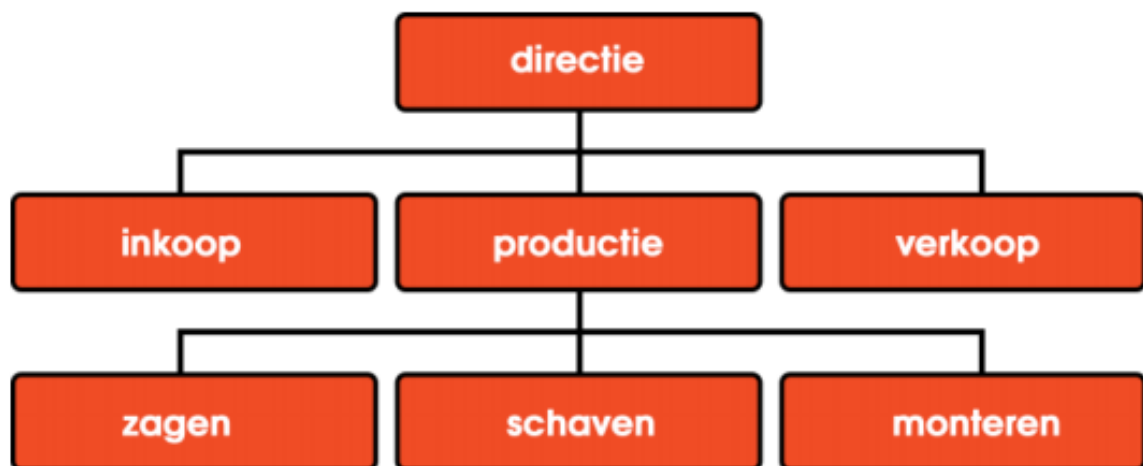 directie
inkoop
productie
verkoop
zagen
schaven
monteren